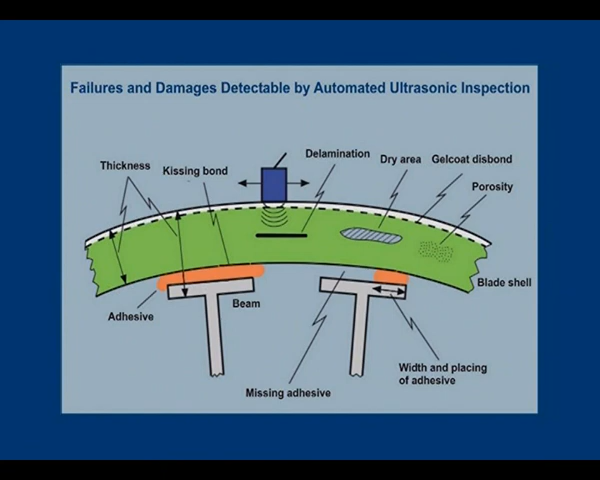 Failures and Damages Detectable by Automated Ultrasonic Inspection
Delamination
Dry area
Gelcoat disbond
Thickness
Kissing bond
Porosity
Blade shell
Beam
Adhesive
Width and placing
of adhesive
Missing adhesive